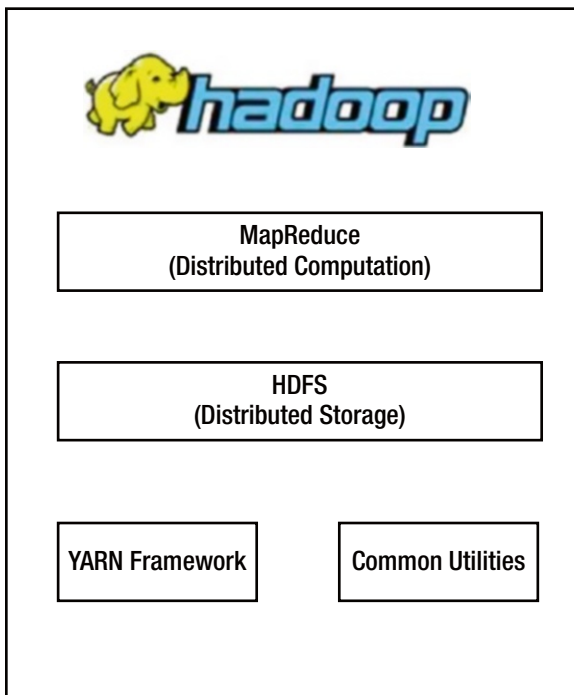 hadoop
MapReduce
(Distributed Computation)
HDFS
(Distributed Storage)
YARN Framework
Common Utilities